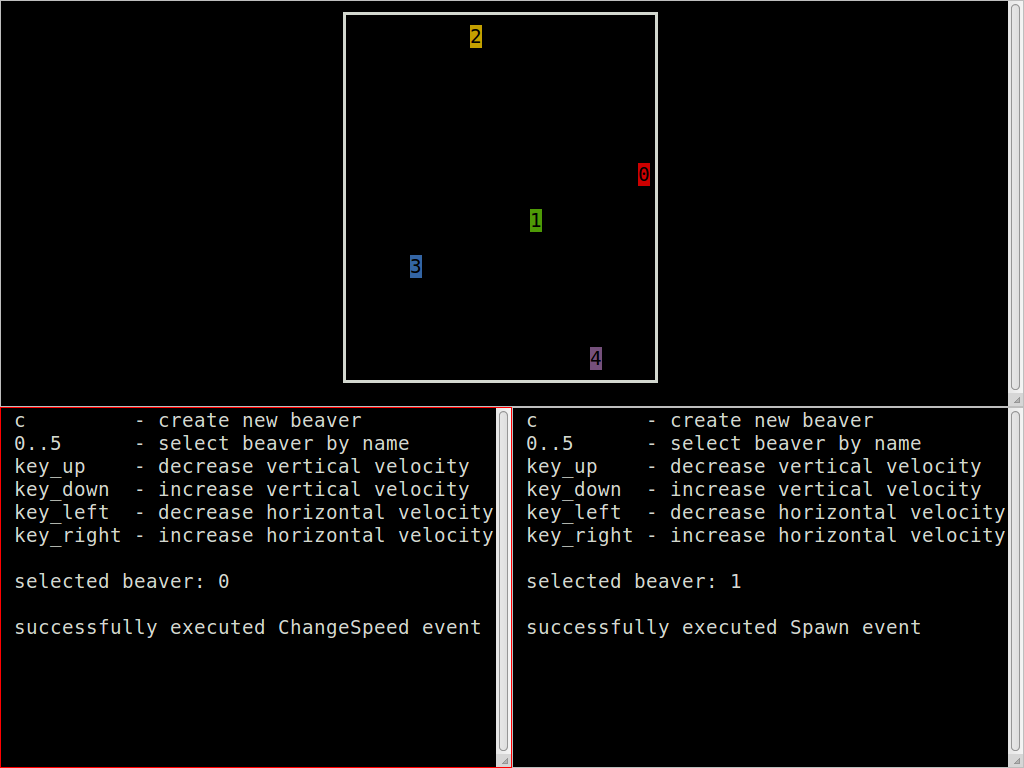 2
0
1
3
4
c - create new beaver
0..5 - select beaver by name
key_up - decrease vertical velocity
key_down - increase vertical velocity
key_left - decrease horizontal velocity
key_right - increase horizontal velocity
selected beaver: 0
successfully executed ChangeSpeed event
c - create new beaver
0..5 - select beaver by name
key_up - decrease vertical velocity
key_down - increase vertical velocity
key_left - decrease horizontal velocity
key_right - increase horizontal velocity
selected beaver: 1
successfully executed Spawn event